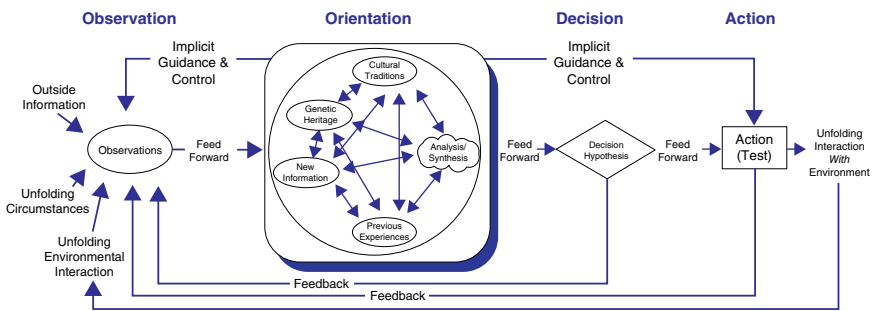 Observation
Orientation
Decision
Action
Implicit
Guidance &
Control
Implicit
Guidance &
Control
Outside
Information
Observations
Unfolding
Circumstances
Unfolding
Environmental
Interaction
Feed
Forward
Cultural
Traditions
Genetic
Heritage
New
Information
Analysis/
Synthesis
Previous
Experiences
Feed
Forward
Decision
Hypothesis
Feed
Forward
Action
(Test)
Unfolding
Interaction
With
Environment
Feedback
Feedback